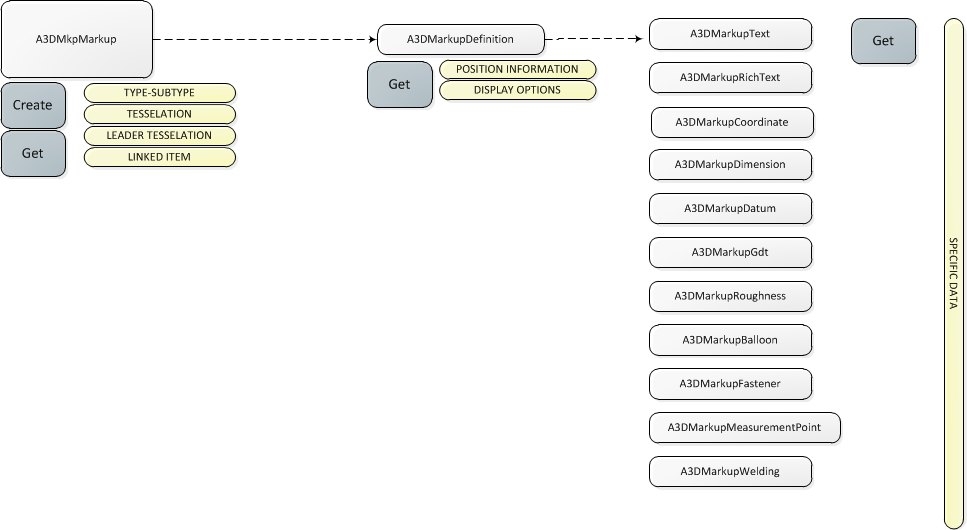 A3DMkpMarkup
Create
Get
TYPE-SUBTYPE
TESSELATION
LEADER TESSELATION
LINKED ITEM
A3DMarkupDefinition
Get
POSITION INFORMATION
DISPLAY OPTIONS
A3DMarkupText
A3DMarkupRichText
A3DMarkupCoordinate
A3DMarkupDimension
A3DMarkupDatum
A3DMarkupGdt
A3DMarkupRoughness
A3DMarkupBalloon
A3DMarkupFastener
A3DMarkupMeasurementPoint
A3DMarkupWelding
Get
SPECIFIC DATA